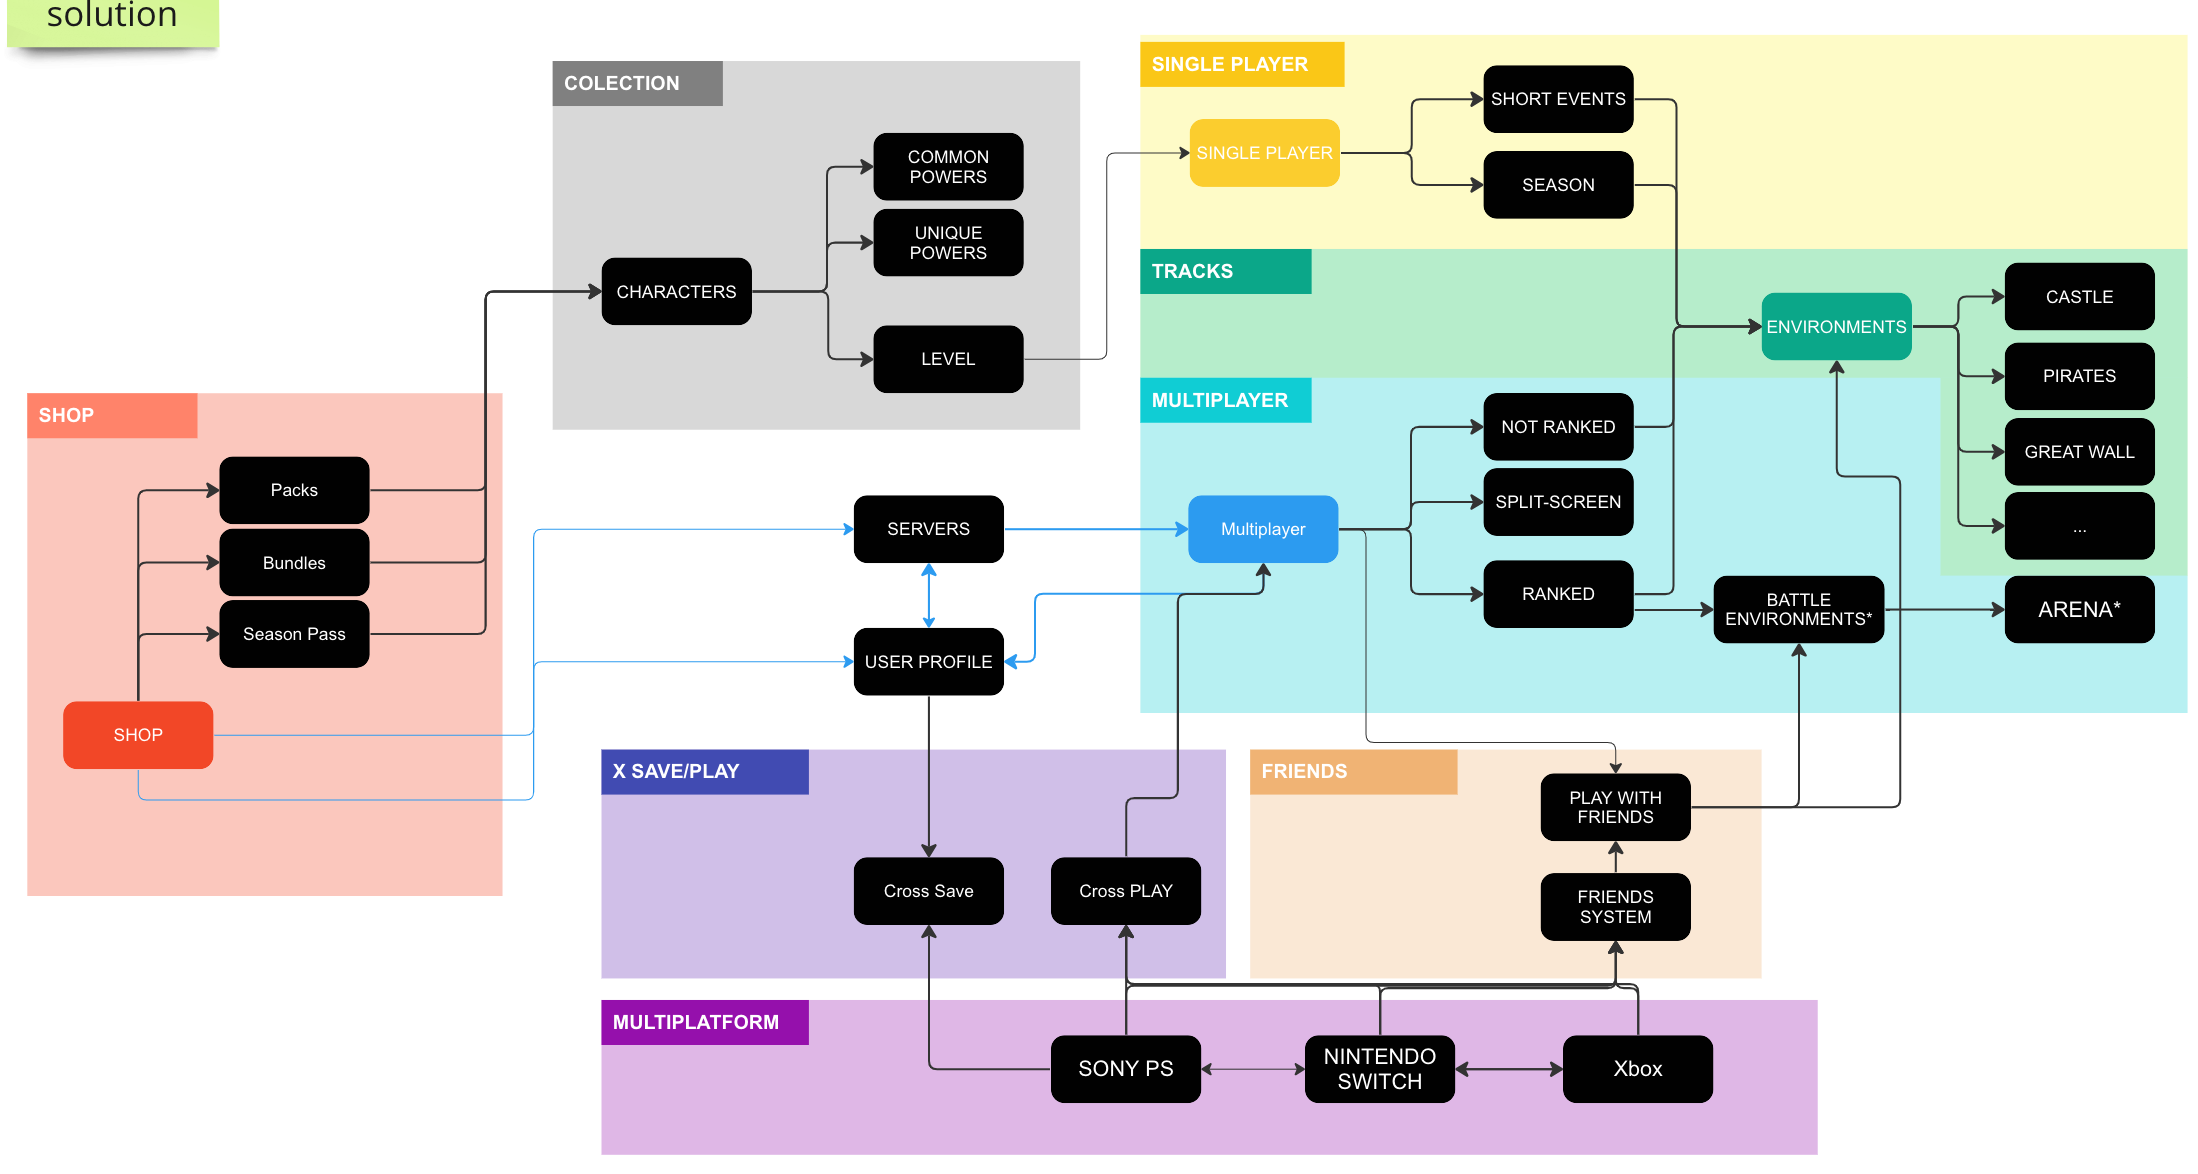 solution
COLECTION
COMMON
POWERS
UNIQUE
POWERS
CHARACTERS
LEVEL
SINGLE PLAYER
SINGLE PLAYER
SHORT EVENTS
SEASON
TRACKS
ENVIRONMENTS
CASTLE
PIRATES
GREAT WALL
...
MULTIPLAYER
NOT RANKED
SPLIT-SCREEN
Multiplayer
RANKED
BATTLE
ENVIRONMENTS*
ARENA*
SHOP
Packs
Bundles
Season Pass
SHOP
SERVERS
USER PROFILE
X SAVE/PLAY
Cross Save
Cross PLAY
FRIENDS
PLAY WITH
FRIENDS
FRIENDS
SYSTEM
MULTIPLATFORM
SONY PS
NINTENDO
SWITCH
Xbox